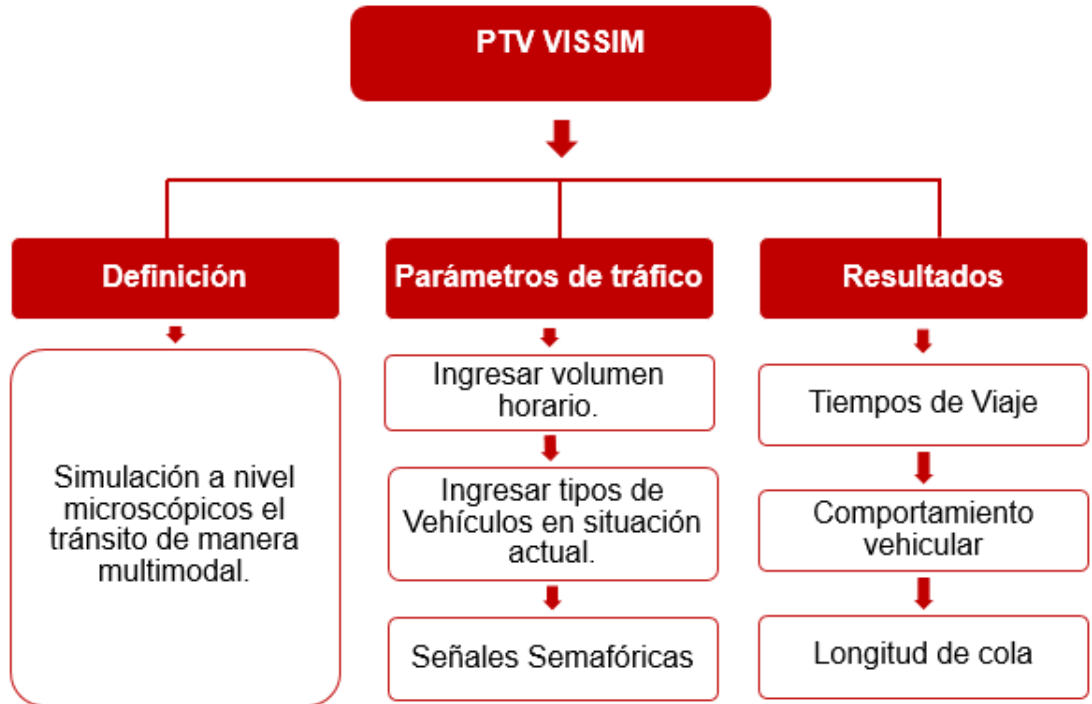 PTV VISSIM
Definición
Simulación a nivel
microscópicos el
tránsito de manera
multimodal.
Parámetros de tráfico
Ingresar volumen
horario.
Ingresar tipos de
Vehículos en situación
actual.
Señales Semafóricas
Resultados
Tiempos de Viaje
Comportamiento
vehicular
Longitud de cola